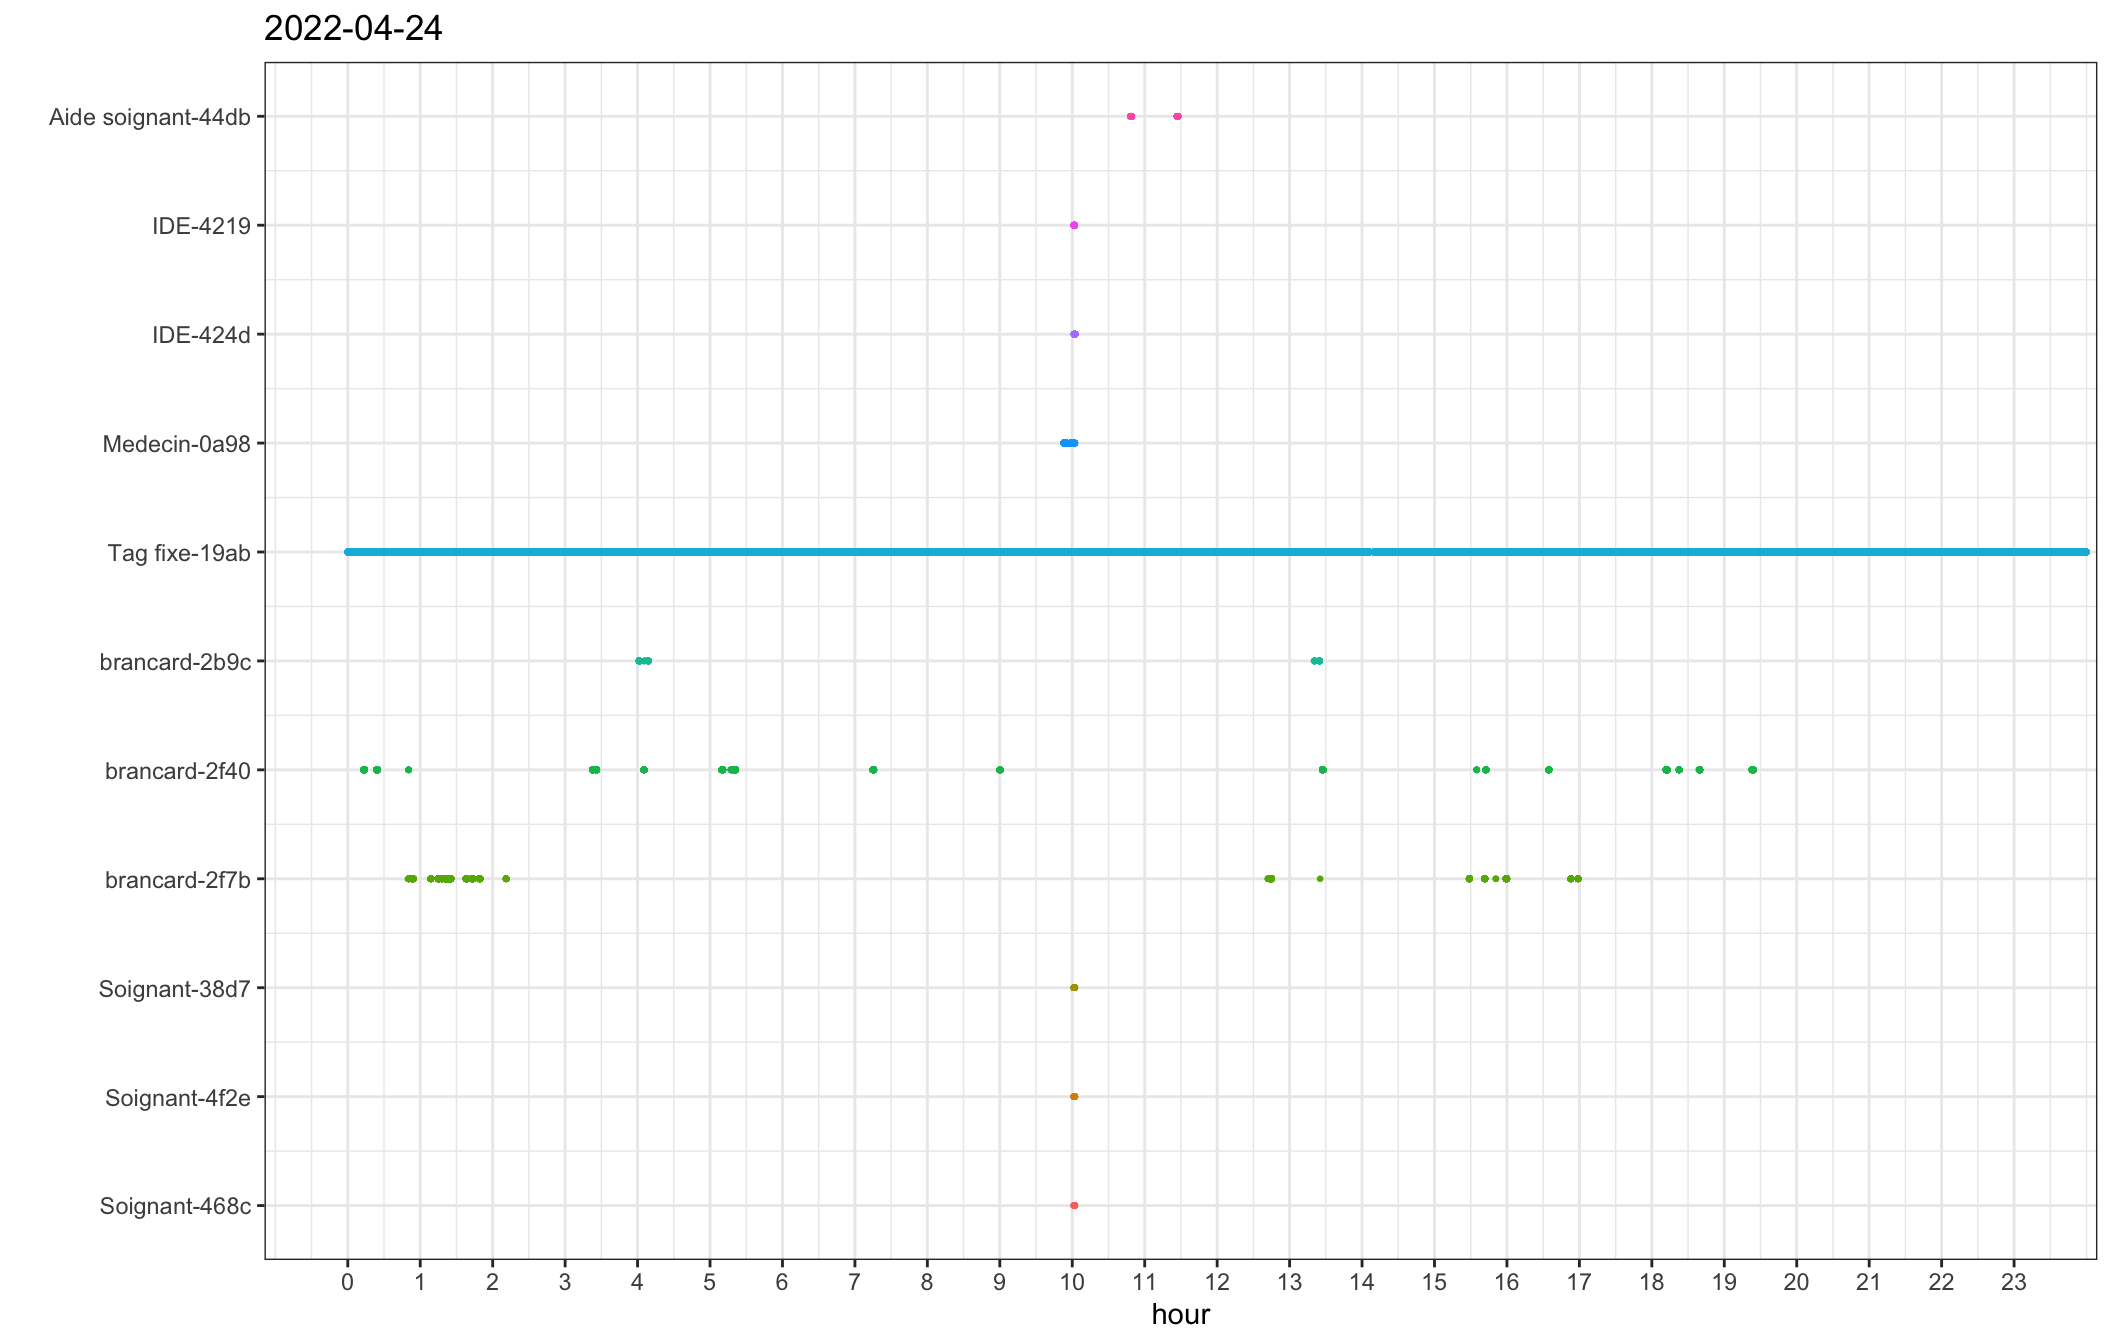 2022-04-24
Aide soignant-44db
IDE-4219
IDE-424d
Medecin-0a98
Tag fixe-19ab
brancard-2b9c
brancard-2f40
brancard-2f7b
Soignant-38d7
Soignant-4f2e
Soignant-468c
0 1 2 3 4 5 6 7 8 9 10 11 12 13 14 15 16 17 18 19 20 21 22 23
hour